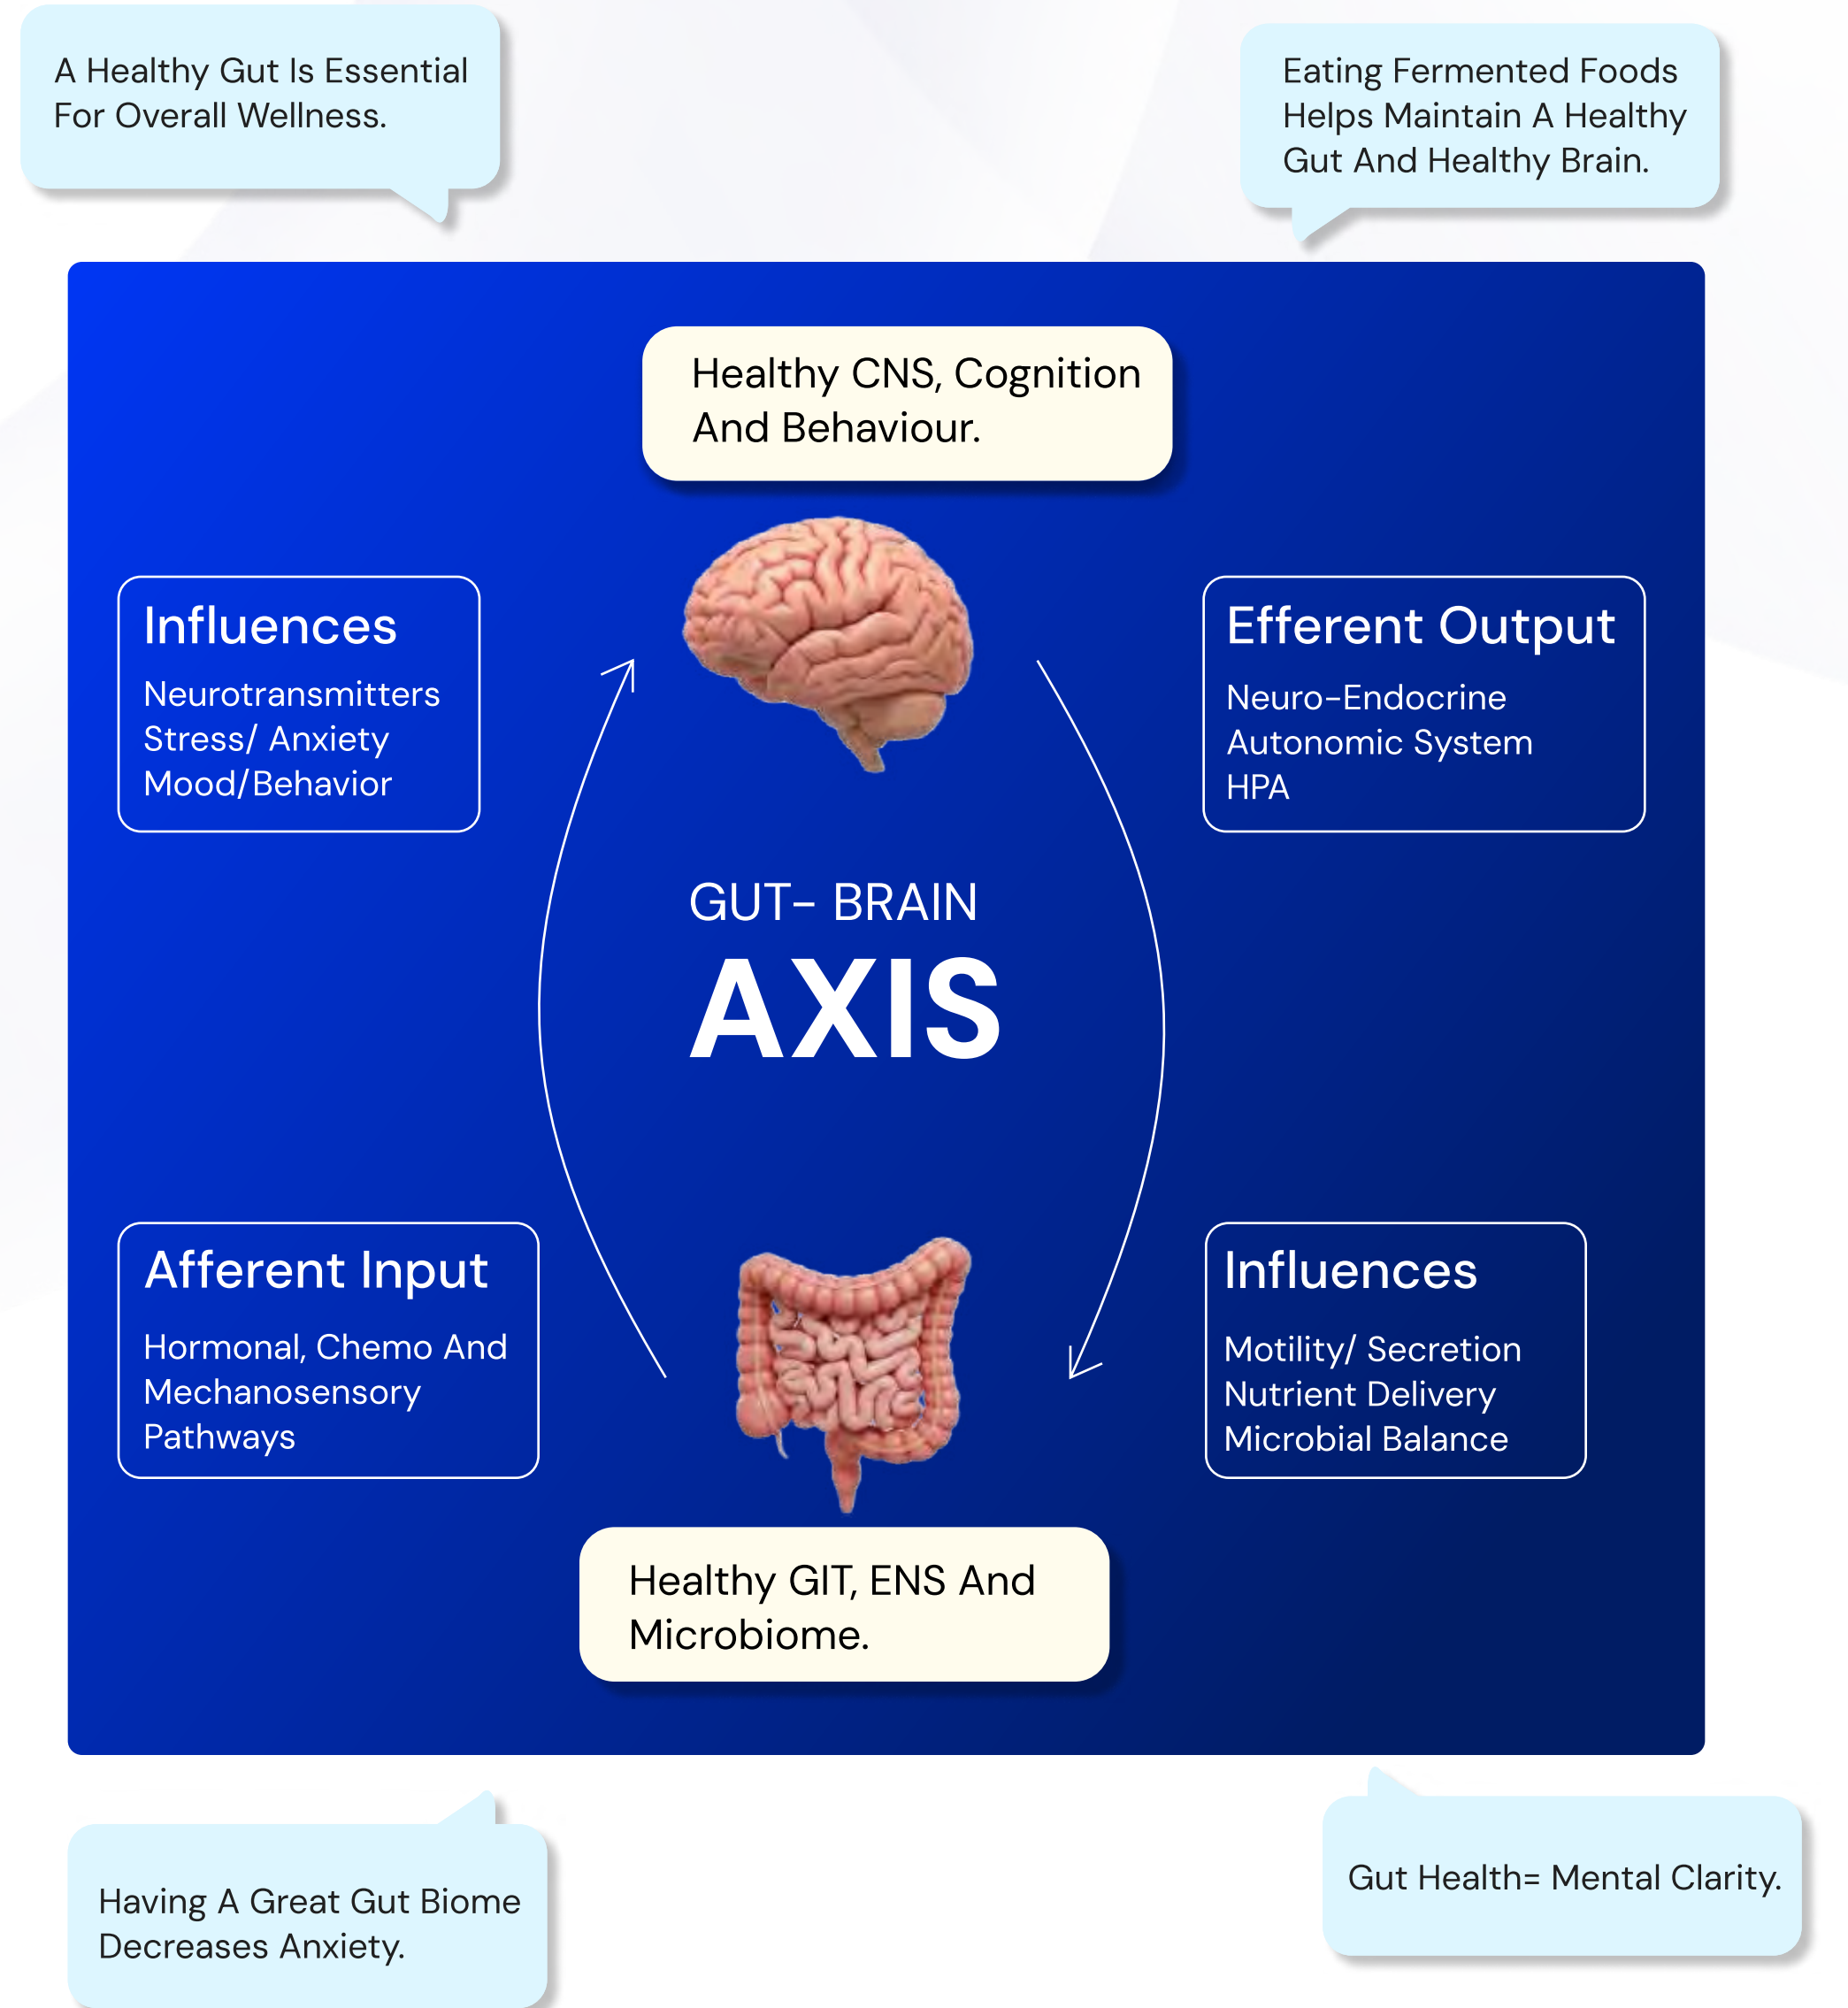 A Healthy Gut Is Essential
For Overall Wellness.
Eating Fermented Foods
Helps Maintain A Healthy
Gut And Healthy Brain.
Healthy CNS, Cognition
And Behaviour.
Influences
Neurotransmitters
Stress/ Anxiety
Mood/Behavior
Efferent Output
Neuro-Endocrine
Autonomic System
HPA
GUT- BRAIN
AXIS
Afferent Input
Hormonal, Chemo And
Mechanosensory
Pathways
Influences
Motility/ Secretion
Nutrient Delivery
Microbial Balance
Healthy GIT, ENS And
Microbiome.
Having A Great Gut Biome
Decreases Anxiety.
Gut Health= Mental Clarity.